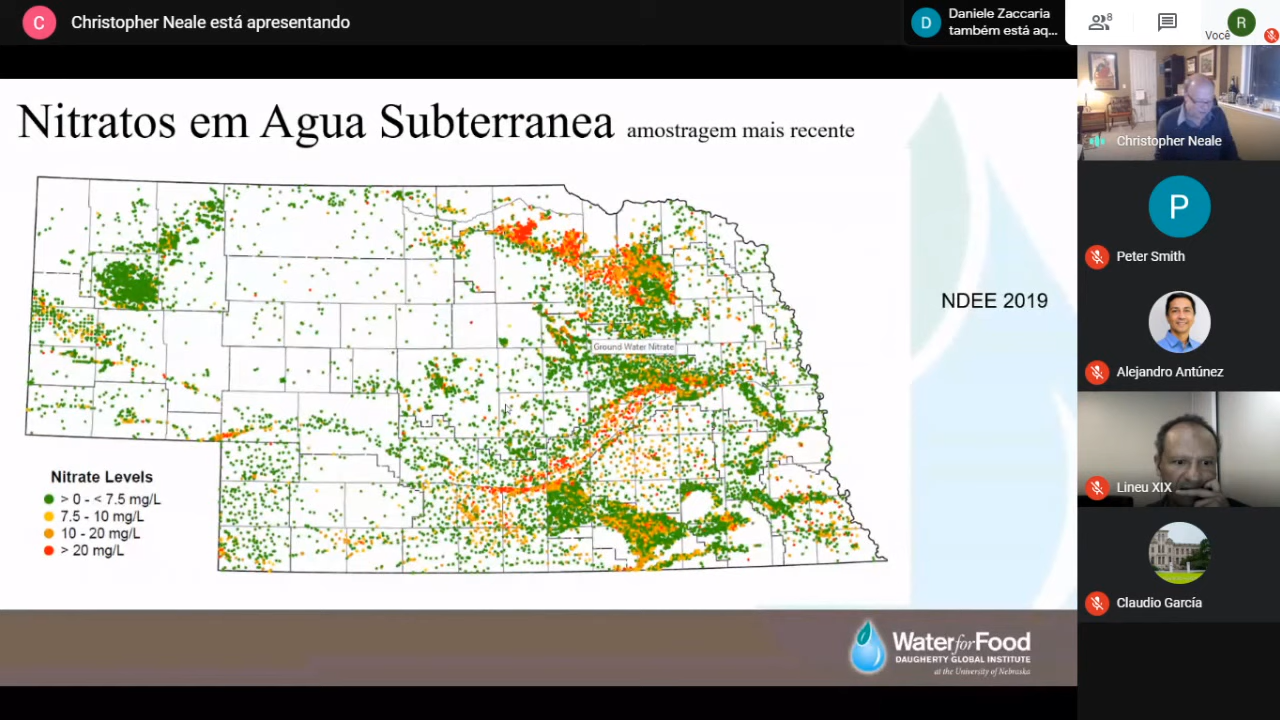 C
Christopher Neale está apresentando
D
Daniele Zaccaria
também está aq...
8
Você
R
Nitratos em Agua Subterranea amostragem mais recente
Christopher Neale
P
Peter Smith
NDEE 2019
Ground Water Nitrate
Alejandro Antúnez
Nitrate Levels
> 0 - < 7.5 mg/L
7.5 - 10 mg/L
10 - 20 mg/L
> 20 mg/L
Lineu XIX
Claudio García
Water for Food
DAUGHERTY GLOBAL INSTITUTE
at the University of Nebraska